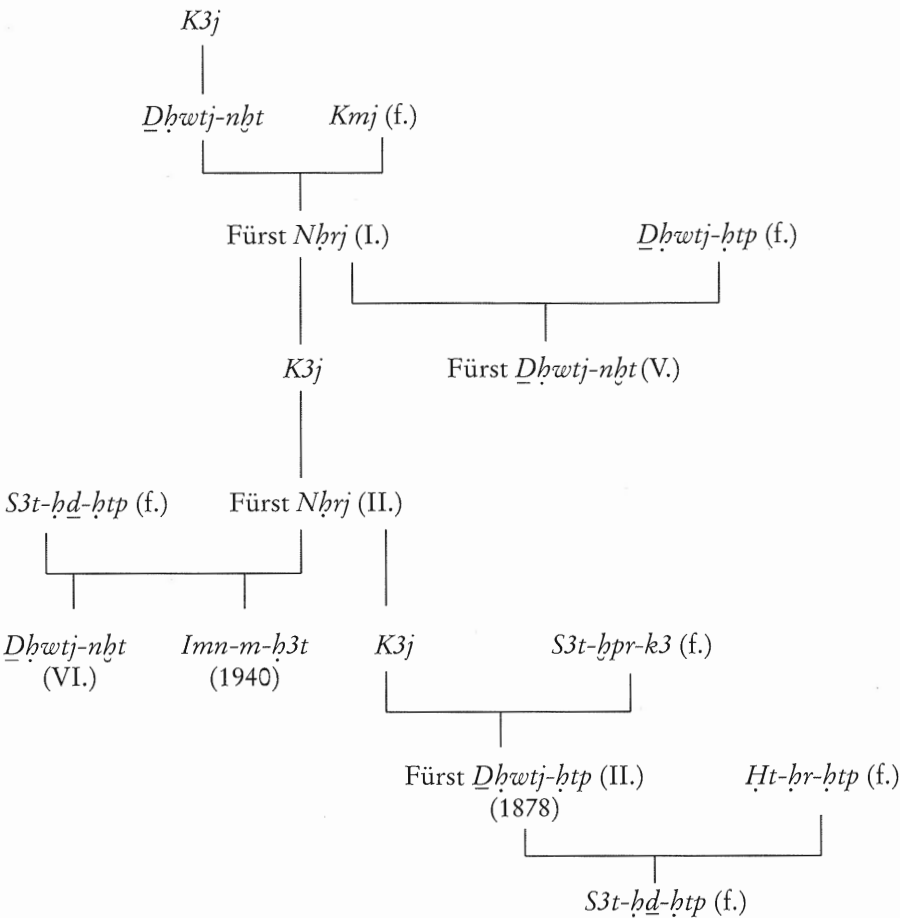 K3j
Ḏḥwtj-nḫt Kmj (f.)
Fürst Nḥrj (I.) Ḏḥwtj-ḥtp (f.)
K3j Fürst Ḏḥwtj-nḫt (V.)
S3t-ḥḏ-ḥtp (f.) Fürst Nḥrj (II.)
Ḏḥwtj-nḫt Imn-m-ḥ3t K3j S3t-ḫpr-k3 (f.)
(VI.) (1940)
Fürst Ḏḥwtj-ḥtp (II.) Ḥt-ḥr-ḥtp (f.)
(1878)
S3t-ḥḏ-ḥtp (f.)